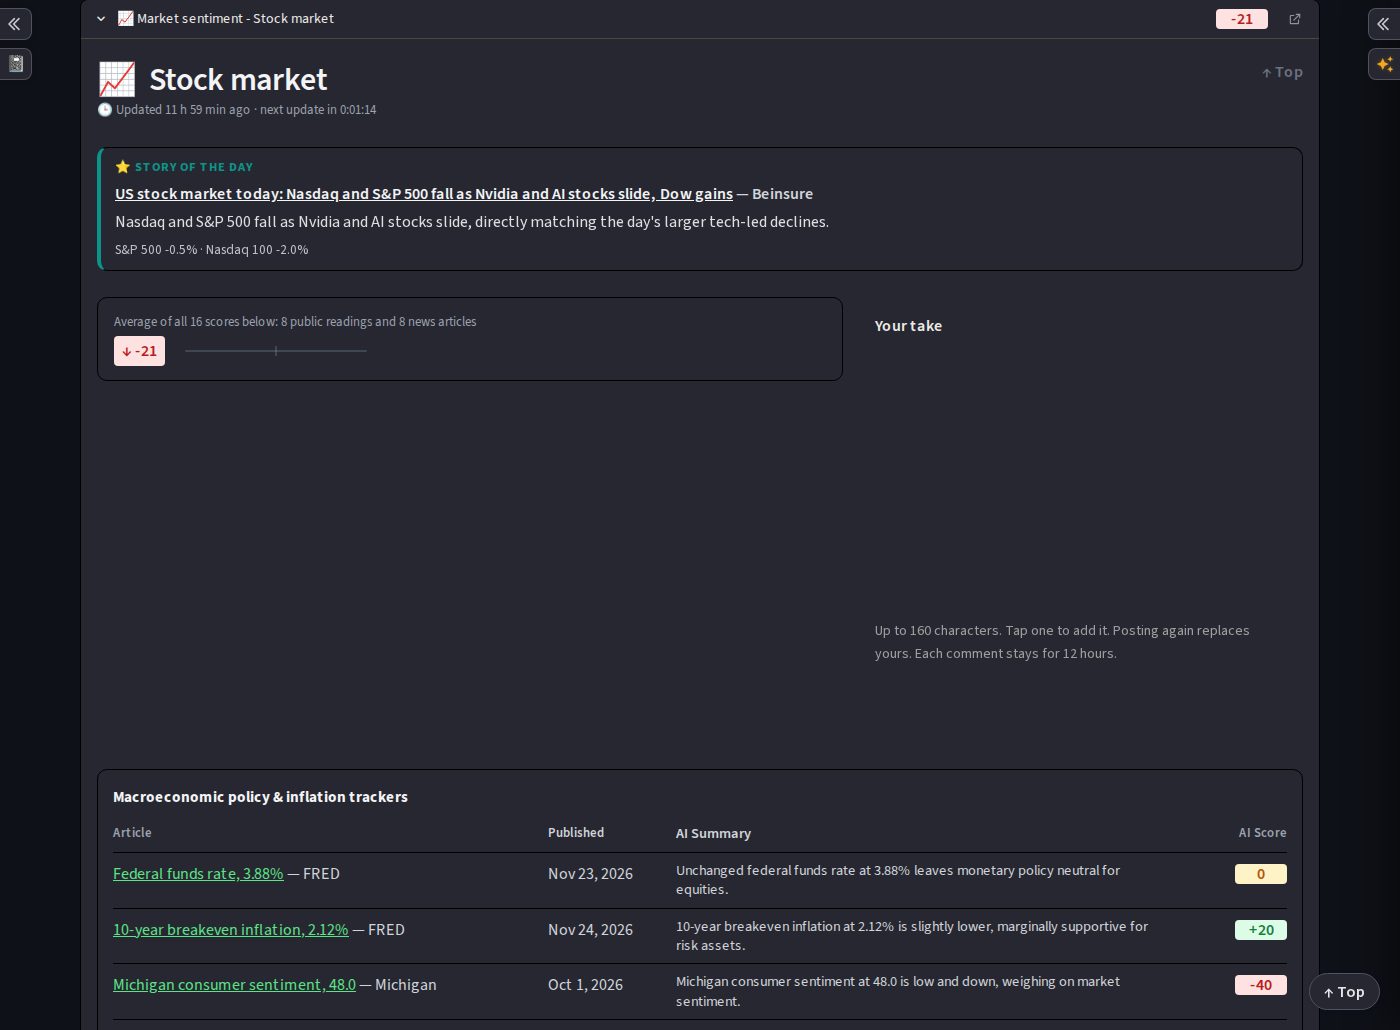 Market sentiment - Stock market
-21
Stock market
↑ Top
Updated 11 h 59 min ago · next update in 0:01:14
STORY OF THE DAY
US stock market today: Nasdaq and S&P 500 fall as Nvidia and AI stocks slide, Dow gains — Beinsure
Nasdaq and S&P 500 fall as Nvidia and AI stocks slide, directly matching the day's larger tech-led declines.
S&P 500 -0.5% · Nasdaq 100 -2.0%
Average of all 16 scores below: 8 public readings and 8 news articles
↓ -21
Your take
Up to 160 characters. Tap one to add it. Posting again replaces
yours. Each comment stays for 12 hours.
Macroeconomic policy & inflation trackers
Article Published AI Summary AI Score
Federal funds rate, 3.88% — FRED Nov 23, 2026 Unchanged federal funds rate at 3.88% leaves monetary policy neutral for 0
equities.
10-year breakeven inflation, 2.12% — FRED Nov 24, 2026 10-year breakeven inflation at 2.12% is slightly lower, marginally supportive for +20
risk assets.
Michigan consumer sentiment, 48.0 — Michigan Oct 1, 2026 Michigan consumer sentiment at 48.0 is low and down, weighing on market -40
sentiment.
↑ Top